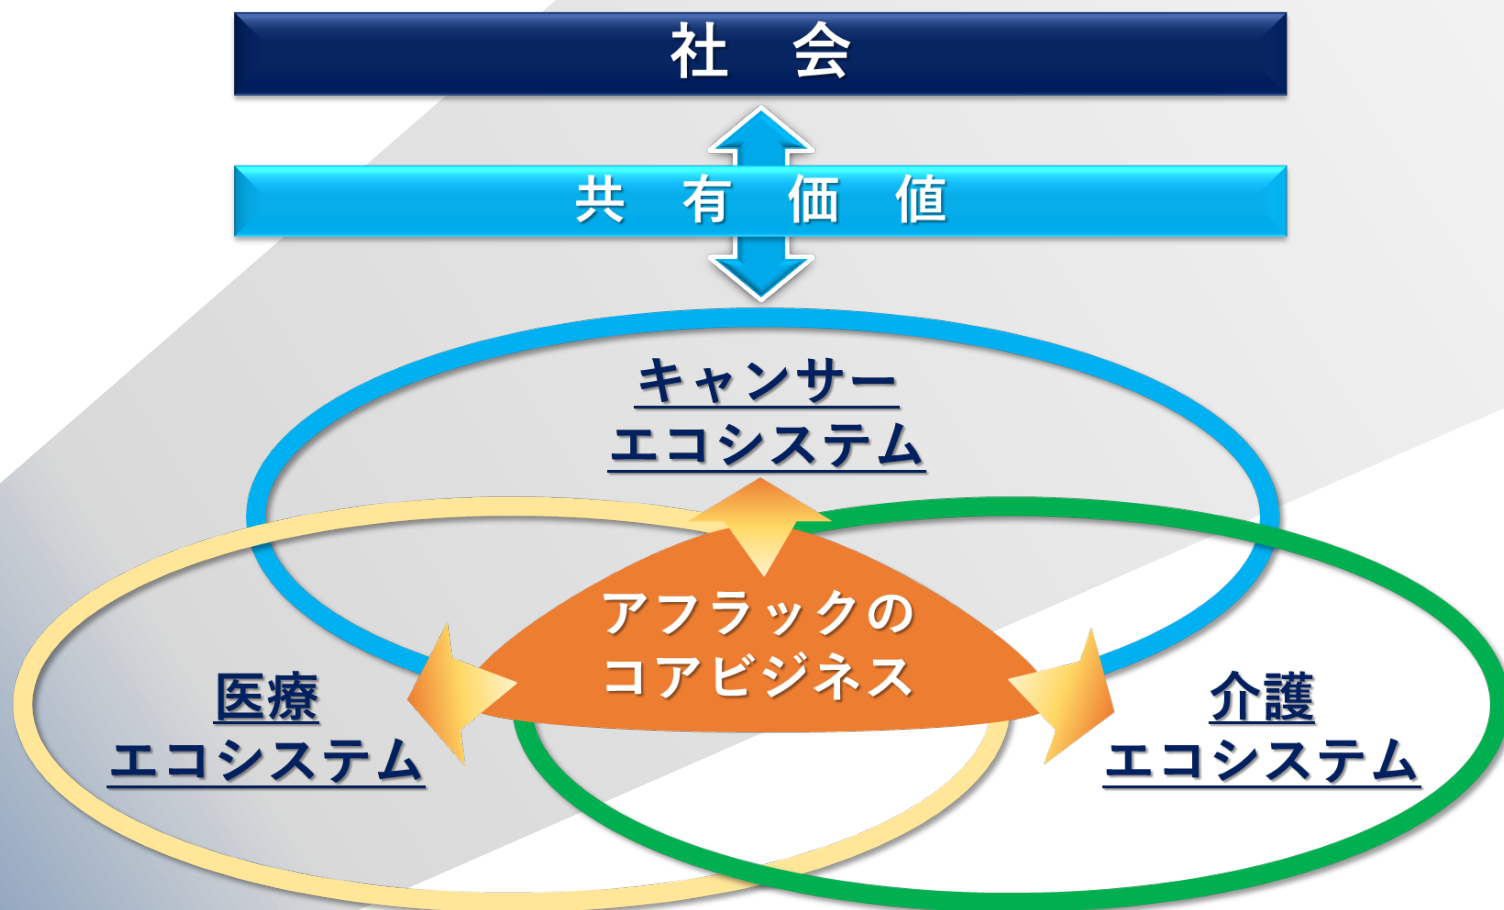 社　会
共　有　価　値
キャンサー
エコシステム
アフラックの
コアビジネス
医療
エコシステム
介護
エコシステム